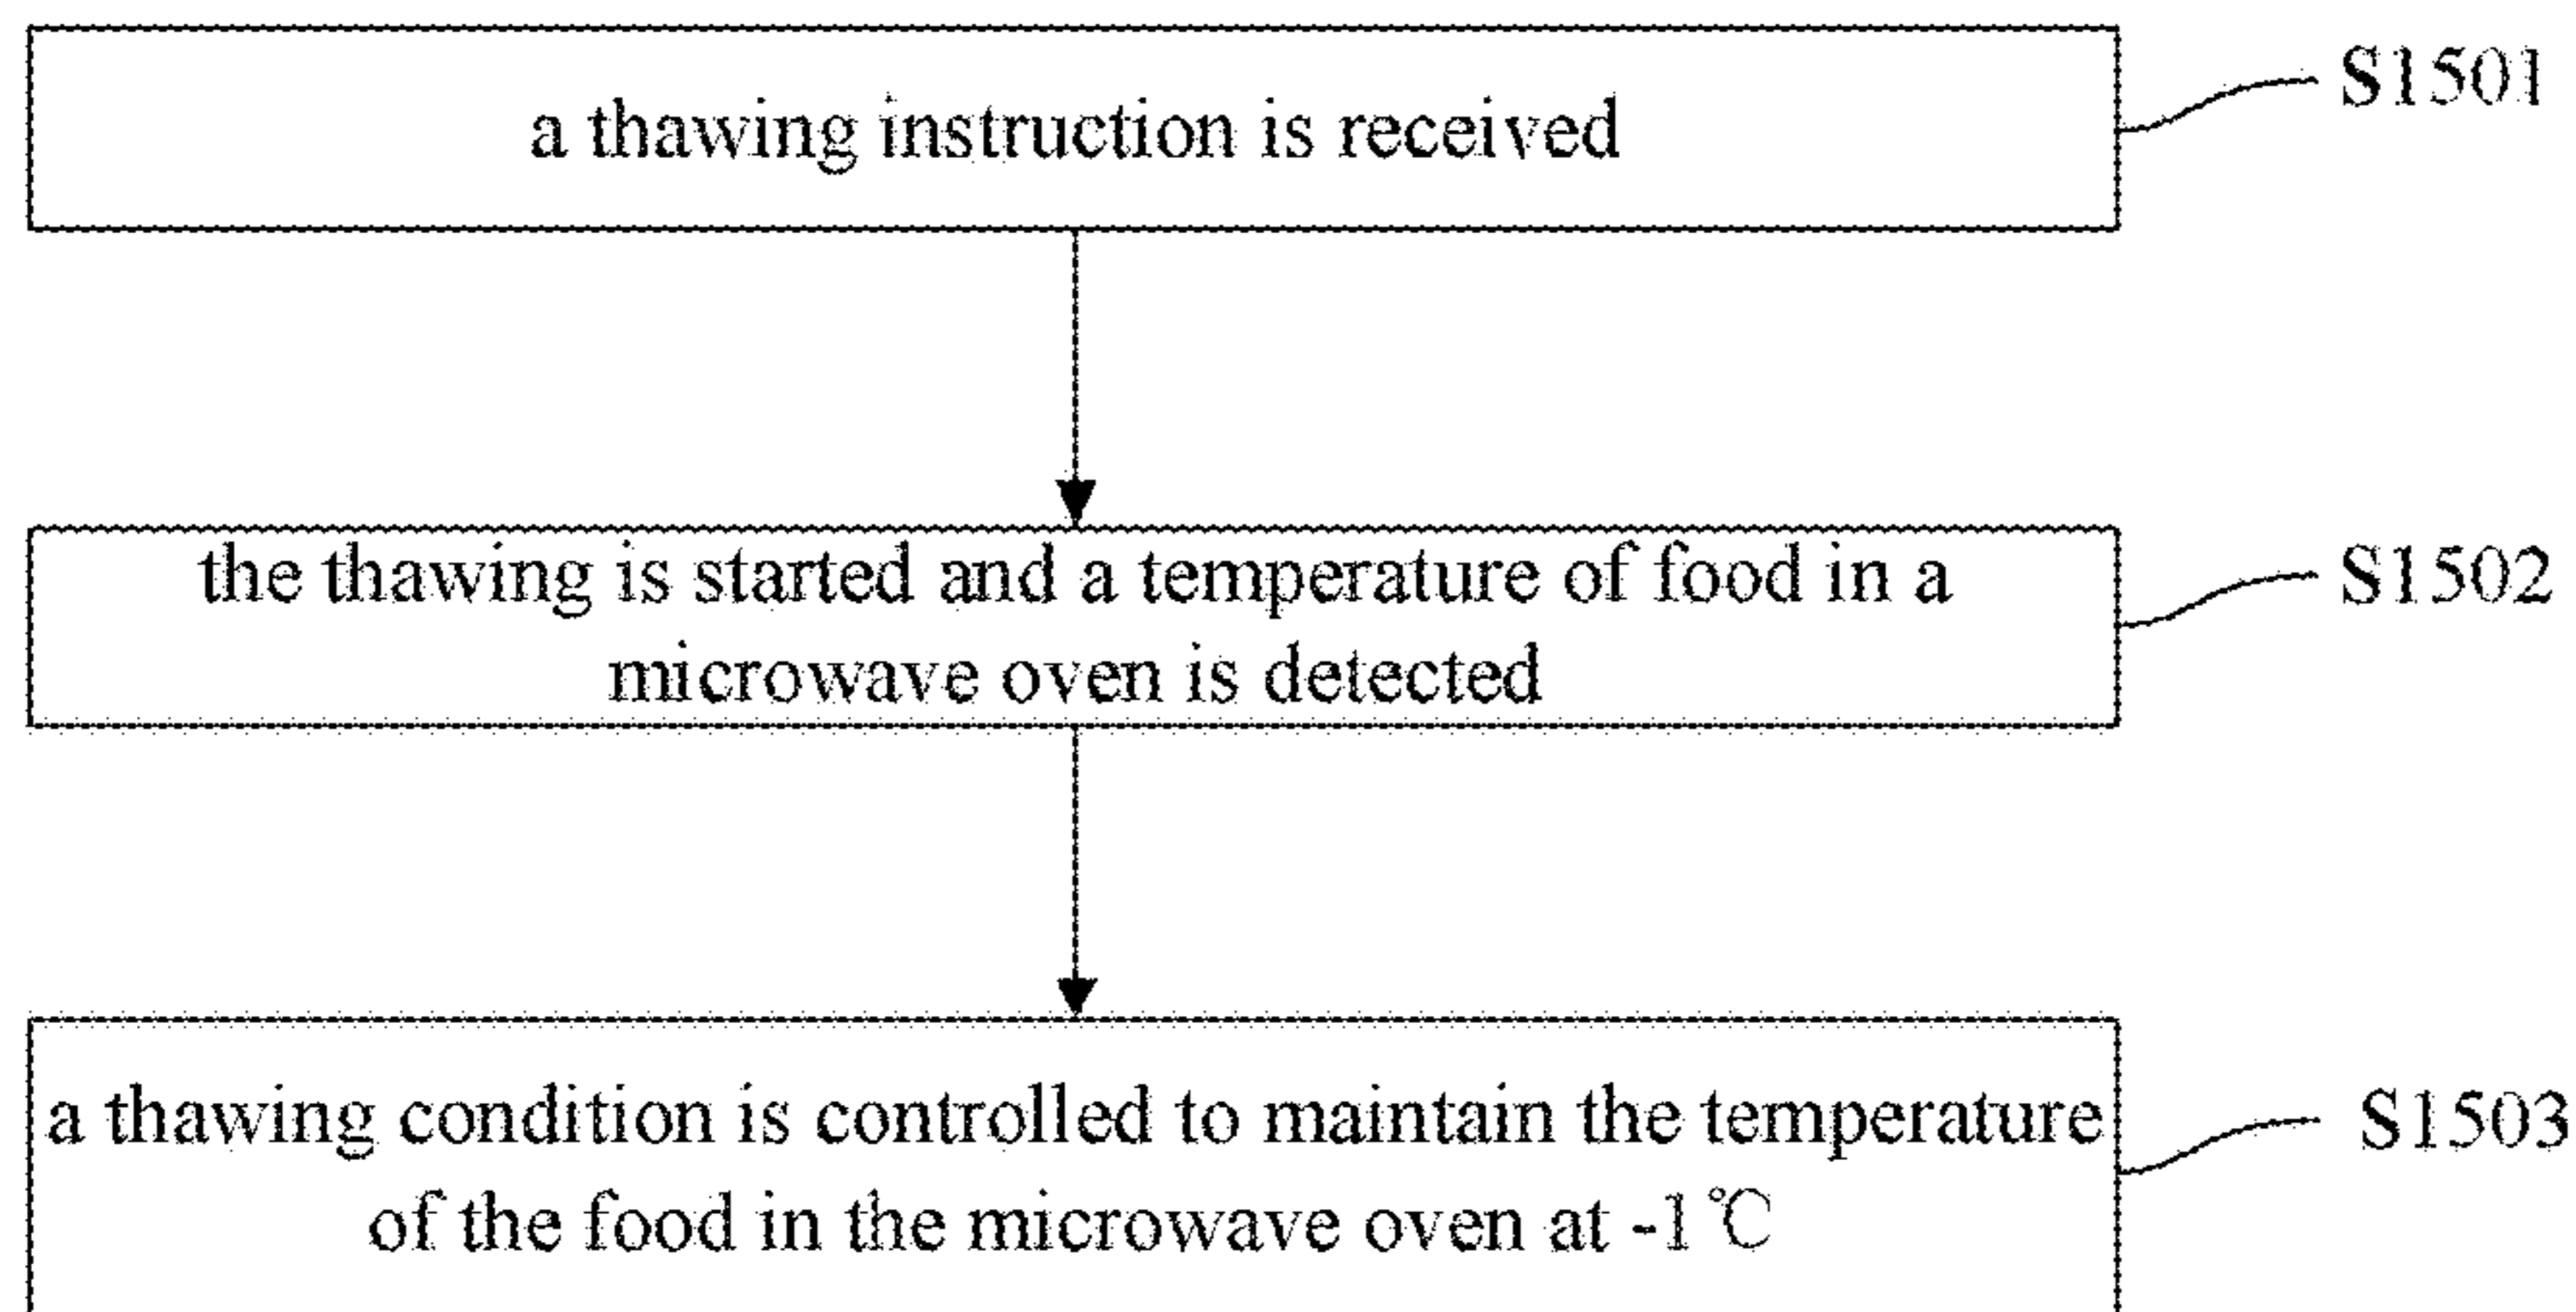 a thawing instruction is received
S1501
the thawing is started and a temperature of food in a
microwave oven is detected
S1502
a thawing condition is controlled to maintain the temperature
of the food in the microwave oven at -1℃
S1503